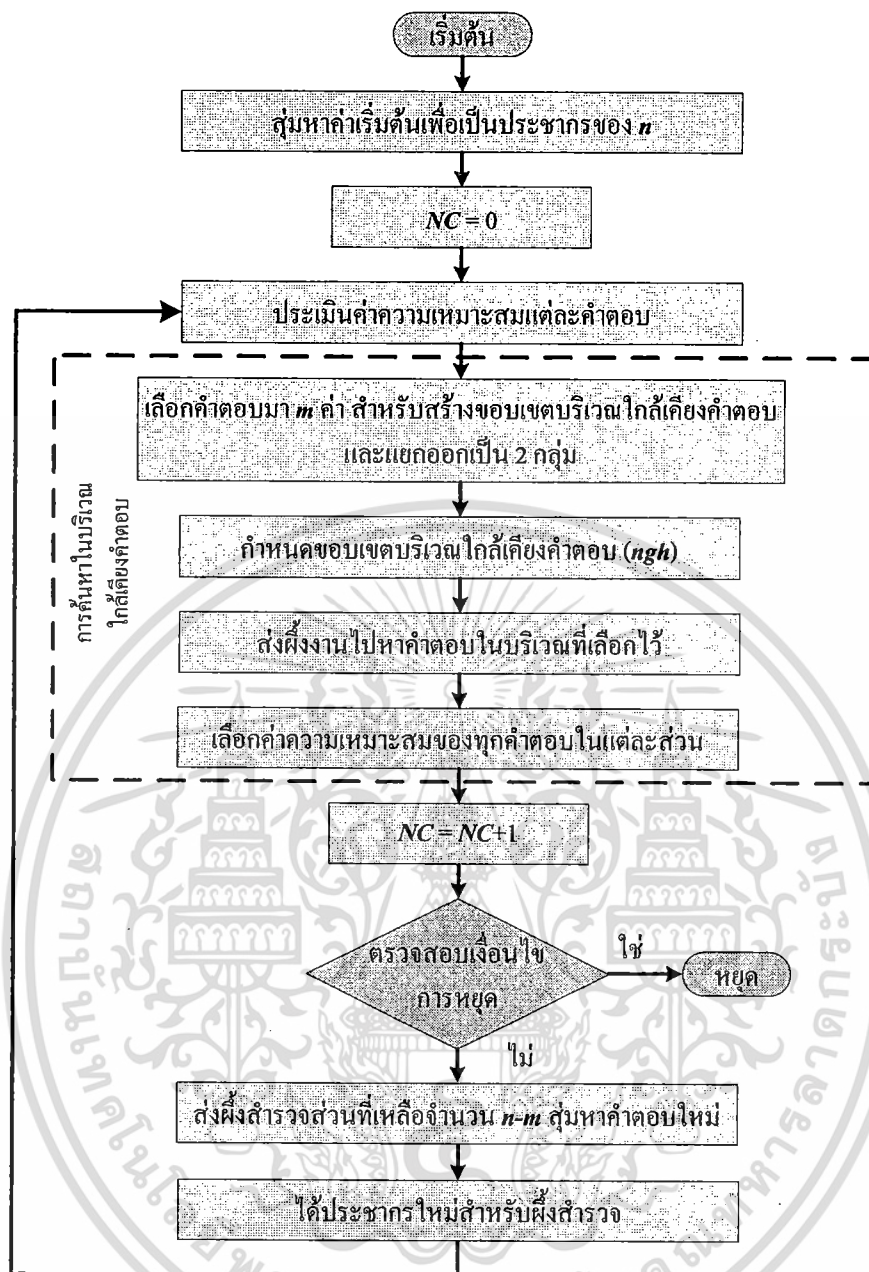 เริ่มต้น
สุ่มหาค่าเริ่มต้นเพื่อเป็นประชากรของ n
NC = 0
ประเมินค่าความเหมาะสมแต่ละคำตอบ
เลือกคำตอบมา m ค่า สำหรับสร้างขอบเขตบริเวณใกล้เคียงคำตอบ
และแยกออกเป็น 2 กลุ่ม
การค้นหาในบริเวณ
ใกล้เคียงคำตอบ
กำหนดขอบเขตบริเวณใกล้เคียงคำตอบ (ngh)
ส่งผึ้งงานไปหาคำตอบในบริเวณที่เลือกไว้
เลือกค่าความเหมาะสมของทุกคำตอบในแต่ละส่วน
NC = NC+1
ตรวจสอบเงื่อนไข
การหยุด
ใช่
หยุด
ไม่
ส่งผึ้งสำรวจส่วนที่เหลือจำนวน n-m สุ่มหาคำตอบใหม่
ได้ประชากรใหม่สำหรับผึ้งสำรวจ